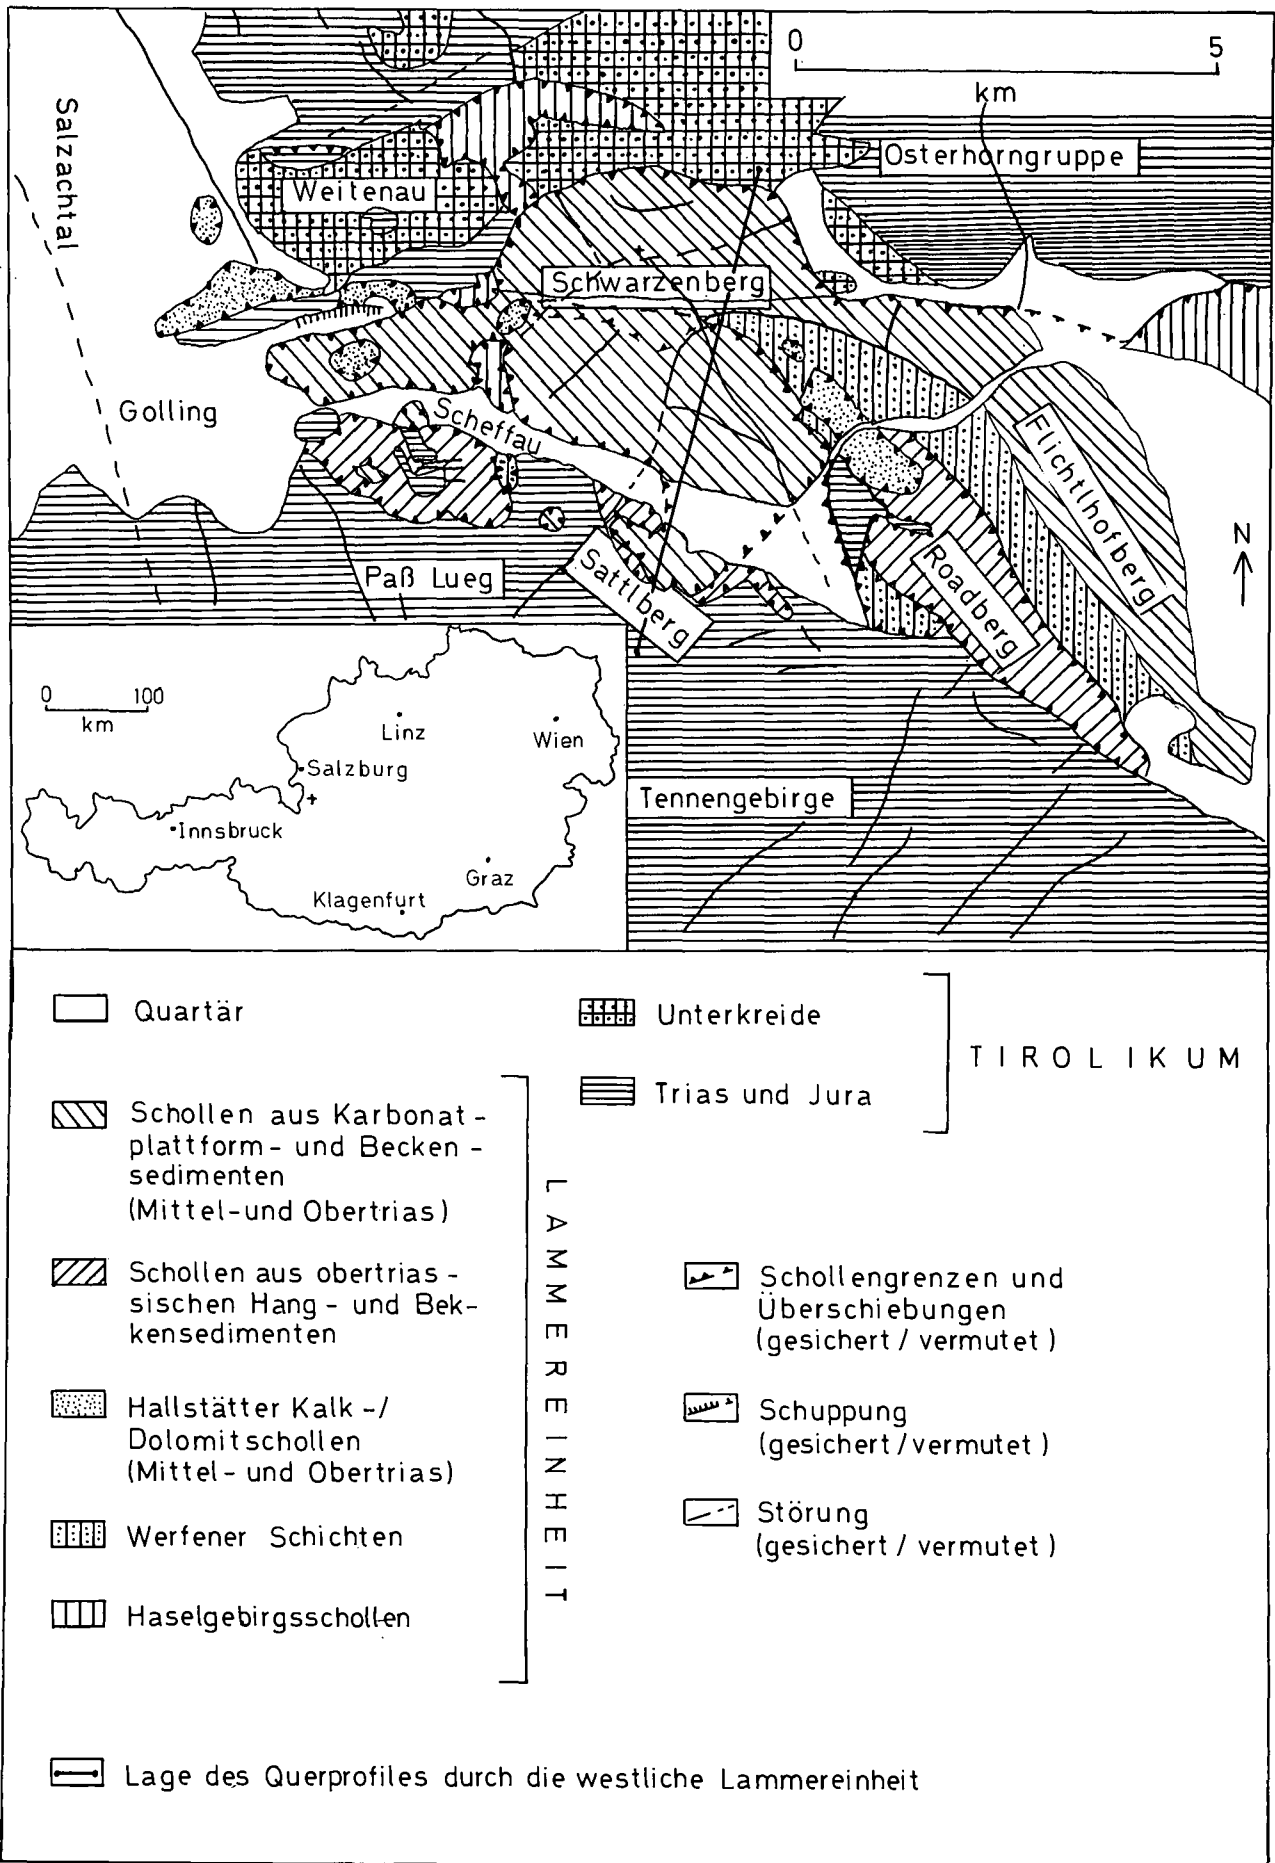 0 5
km
Salzachtal
Osterhorngruppe
Weitenau
Schwarzenberg
Golling
Scheffau
Flichtlhofberg
N
Paß Lueg
Sattlberg
Roadberg
0 100
km
Linz
Wien
Salzburg
Innsbruck
Graz
Klagenfurt
Tennengebirge
Quartär
Schollen aus Karbonat-
plattform- und Becken-
sedimenten
(Mittel- und Obertrias)
Schollen aus obertrias-
sischen Hang- und Bek-
kensedimenten
Hallstätter Kalk-/
Dolomitschollen
(Mittel- und Obertrias)
Werfener Schichten
Haselgebirgsschollen
LAMMEREINHEIT
Unterkreide
Trias und Jura
TIROLIKUM
Schollengrenzen und
Überschiebungen
(gesichert / vermutet)
Schuppung
(gesichert / vermutet)
Störung
(gesichert / vermutet)
Lage des Querprofiles durch die westliche Lammereinheit